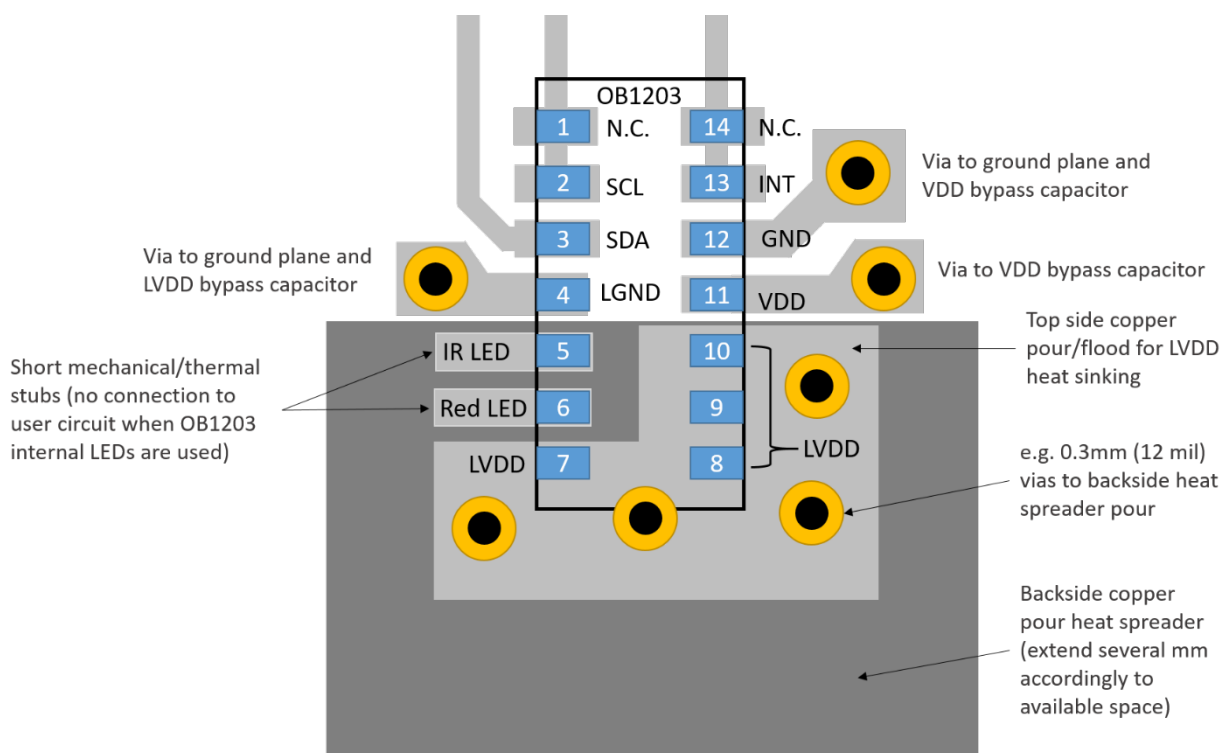 OB1203
1
N.C.
14
N.C.
2
SCL
13
INT
3
SDA
12
GND
4
LGND
11
VDD
IR LED
5
10
Red LED
6
9
LVDD
7
8
LVDD
Via to ground plane and
VDD bypass capacitor
Via to ground plane and
LVDD bypass capacitor
Via to VDD bypass capacitor
Short mechanical/thermal
stubs (no connection to
user circuit when OB1203
internal LEDs are used)
Top side copper
pour/flood for LVDD
heat sinking
e.g. 0.3mm (12 mil)
vias to backside heat
spreader pour
Backside copper
pour heat spreader
(extend several mm
accordingly to
available space)